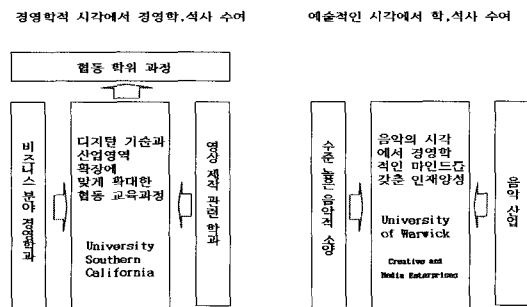 경영학적 시각에서 경영학,석사 수여
협동 학위 과정
비즈니스 분야 경영학과
디지털 기술과
산업영역
확장에
맞게 확대한
협동 교육과정
University
Southern
California
영상 제작 관련 학과
예술적인 시각에서 학,석사 수여
수준 높은 음악적 소양
음악의 시각
에서 경영학
적인 마인드를
갖춘 인재양성
University
of Warwick
Creative and
Media Enterprises
음악 산업